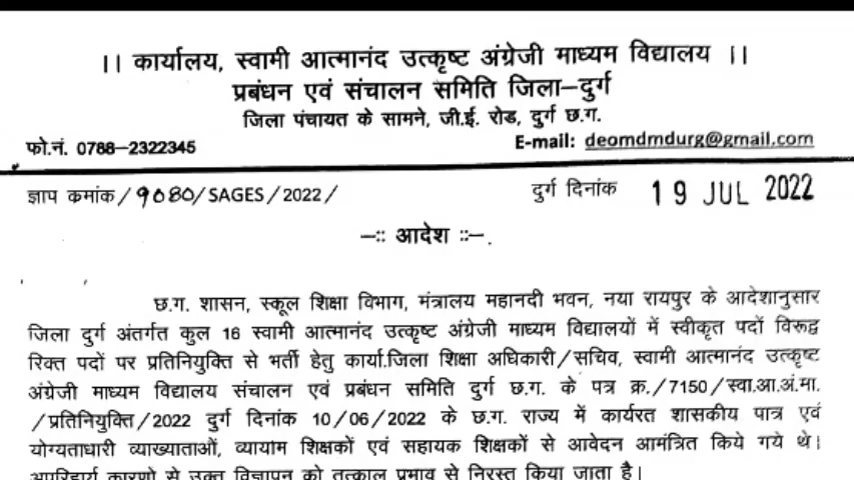 ।। कार्यालय, स्वामी आत्मानंद उत्कृष्ट अंग्रेजी माध्यम विद्यालय ।।
प्रबंधन एवं संचालन समिति जिला–दुर्ग
जिला पंचायत के सामने, जी.ई. रोड, दुर्ग छ.ग.
फो.नं. 0788–2322345 E-mail: deomdmdurg@gmail.com
ज्ञाप क्रमांक/9080/SAGES/2022/ दुर्ग दिनांक 19 JUL 2022
–:: आदेश ::–
छ.ग. शासन, स्कूल शिक्षा विभाग, मंत्रालय महानदी भवन, नया रायपुर के आदेशानुसार
जिला दुर्ग अंतर्गत कुल 16 स्वामी आत्मानंद उत्कृष्ट अंग्रेजी माध्यम विद्यालयों में स्वीकृत पदों विरूद्ध
रिक्त पदों पर प्रतिनियुक्ति से भर्ती हेतु कार्या.जिला शिक्षा अधिकारी/सचिव, स्वामी आत्मानंद उत्कृष्ट
अंग्रेजी माध्यम विद्यालय संचालन एवं प्रबंधन समिति दुर्ग छ.ग. के पत्र क्र./7150/स्वा.आ.अं.मा.
/प्रतिनियुक्ति/2022 दुर्ग दिनांक 10/06/2022 के छ.ग. राज्य में कार्यरत शासकीय पात्र एवं
योग्यताधारी व्याख्याताओं, व्यायाम शिक्षकों एवं सहायक शिक्षकों से आवेदन आमंत्रित किये गये थे।
अपरिहार्य कारणो से उक्त विज्ञापन को तत्काल प्रभाव से निरस्त किया जाता है।